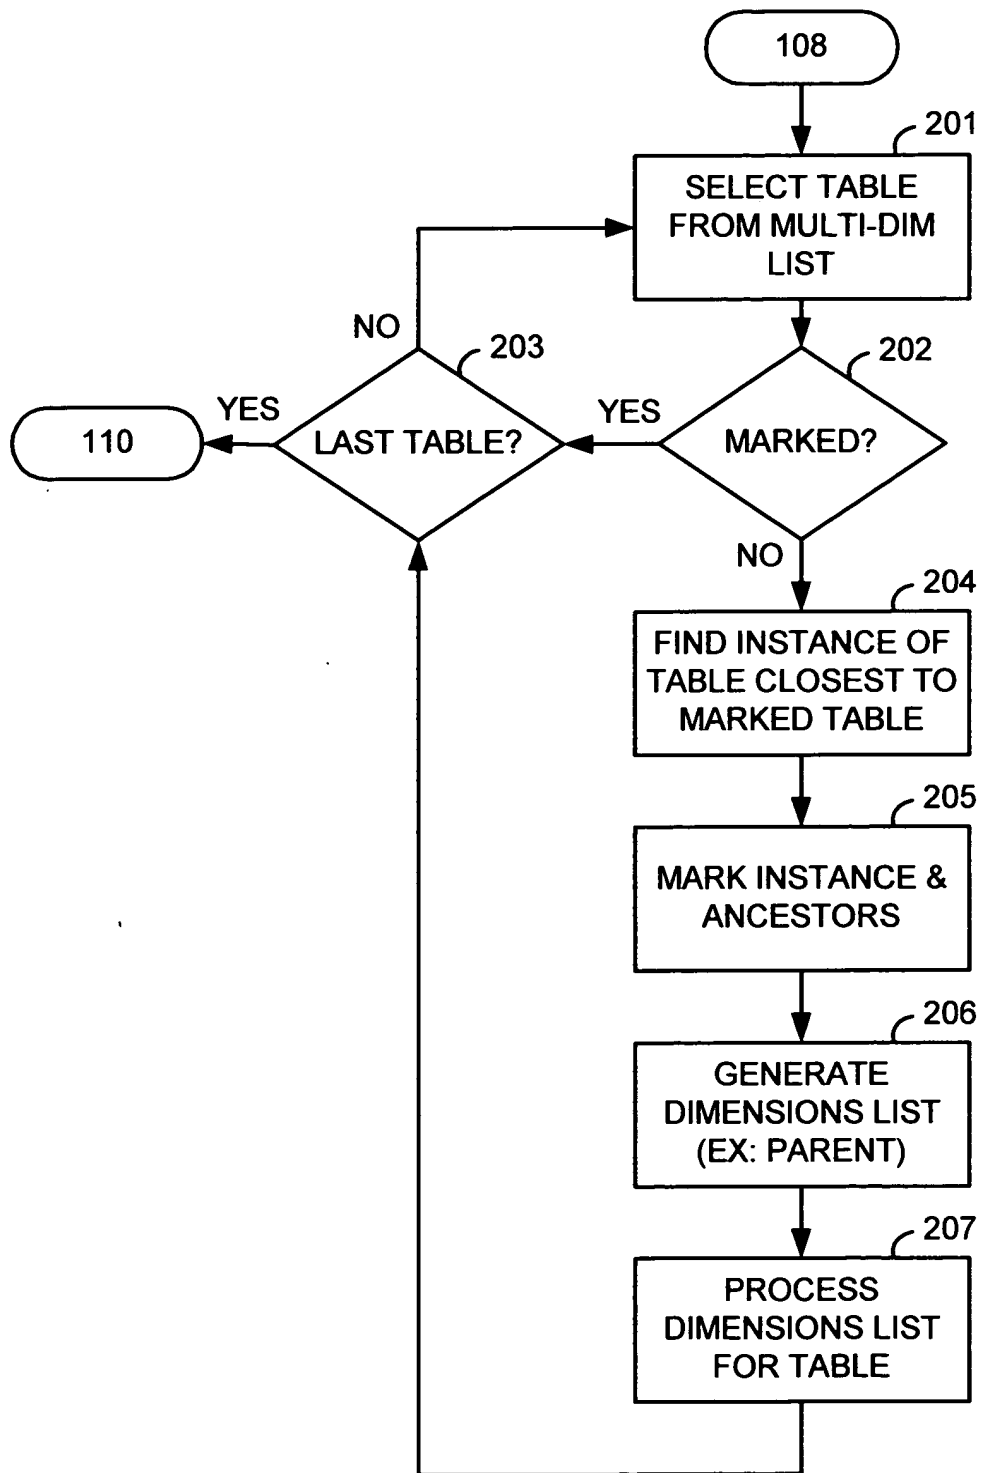 108
201
SELECT TABLE
FROM MULTI-DIM
LIST
NO
203
202
YES
YES
110
LAST TABLE?
MARKED?
NO
204
FIND INSTANCE OF
TABLE CLOSEST TO
MARKED TABLE
205
MARK INSTANCE &
ANCESTORS
206
GENERATE
DIMENSIONS LIST
(EX: PARENT)
207
PROCESS
DIMENSIONS LIST
FOR TABLE